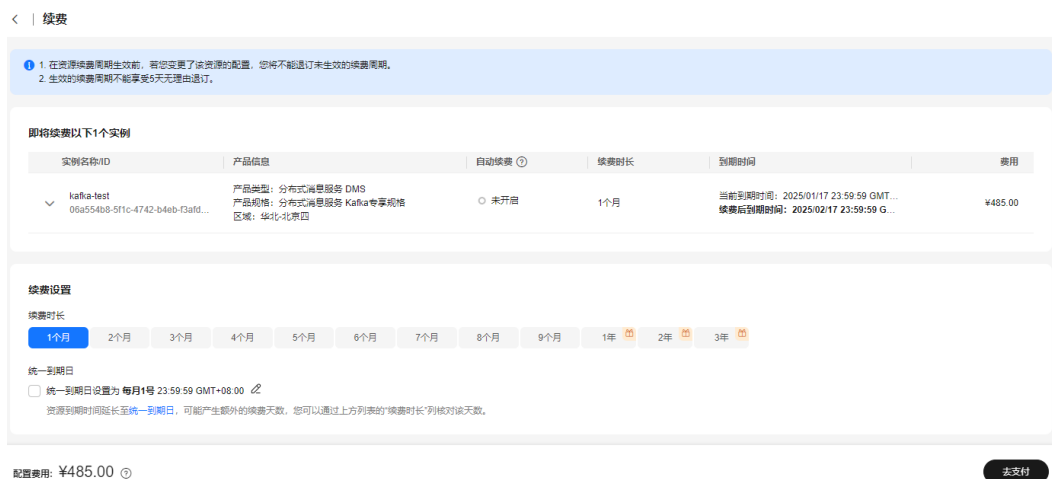 续费
1. 在资源续费周期生效前，若您变更了该资源的配置，您将不能退订未生效的续费周期。
2. 生效的续费周期不能享受5天无理由退订。
即将续费以下1个实例
实例名称/ID 产品信息 自动续费 续费时长 到期时间 费用
kafka-test
06a554b8-5f1c-4742-b4eb-f3afd...
产品类型：分布式消息服务 DMS
产品规格：分布式消息服务 Kafka专享规格
区域：华北-北京四
未开启
1个月
当前到期时间：2025/01/17 23:59:59 GMT...
续费后到期时间：2025/02/17 23:59:59 G...
¥485.00
续费设置
续费时长
1个月 2个月 3个月 4个月 5个月 6个月 7个月 8个月 9个月 1年 2年 3年
统一到期日
统一到期日设置为 每月1号 23:59:59 GMT+08:00
资源到期时间延长至统一到期日，可能产生额外的续费天数，您可以通过上方列表的“续费时长”列核对该天数。
配置费用: ¥485.00
去支付